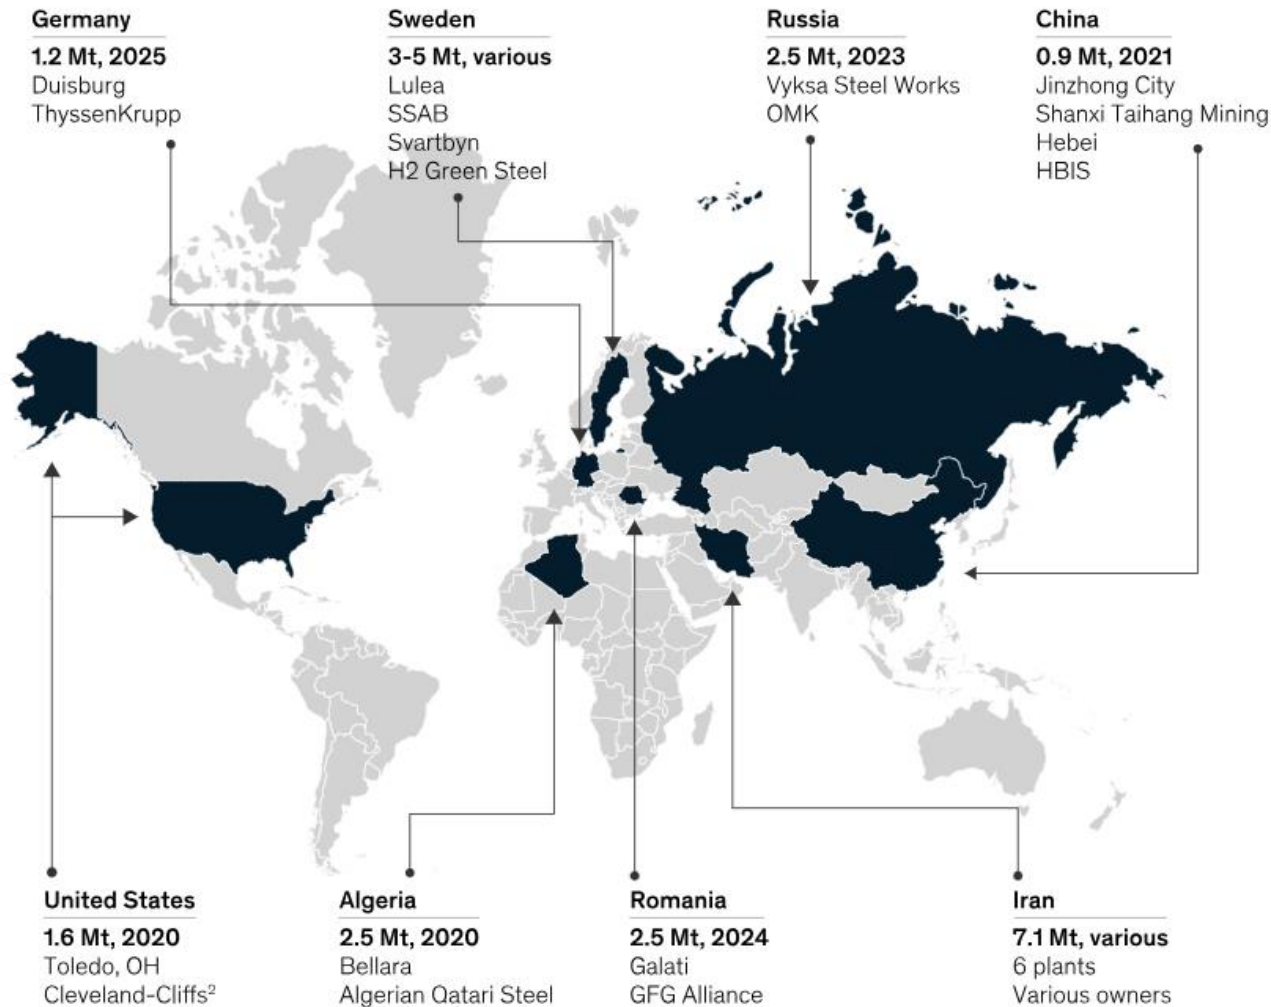 Germany
1.2 Mt, 2025
Duisburg
ThyssenKrupp
Sweden
3-5 Mt, various
Lulea
SSAB
Svartbyn
H2 Green Steel
Russia
2.5 Mt, 2023
Vyksa Steel Works
OMK
China
0.9 Mt, 2021
Jinzhong City
Shanxi Taihang Mining
Hebei
HBIS
United States
1.6 Mt, 2020
Toledo, OH
Cleveland-Cliffs²
Algeria
2.5 Mt, 2020
Bellara
Algerian Qatari Steel
Romania
2.5 Mt, 2024
Galati
GFG Alliance
Iran
7.1 Mt, various
6 plants
Various owners